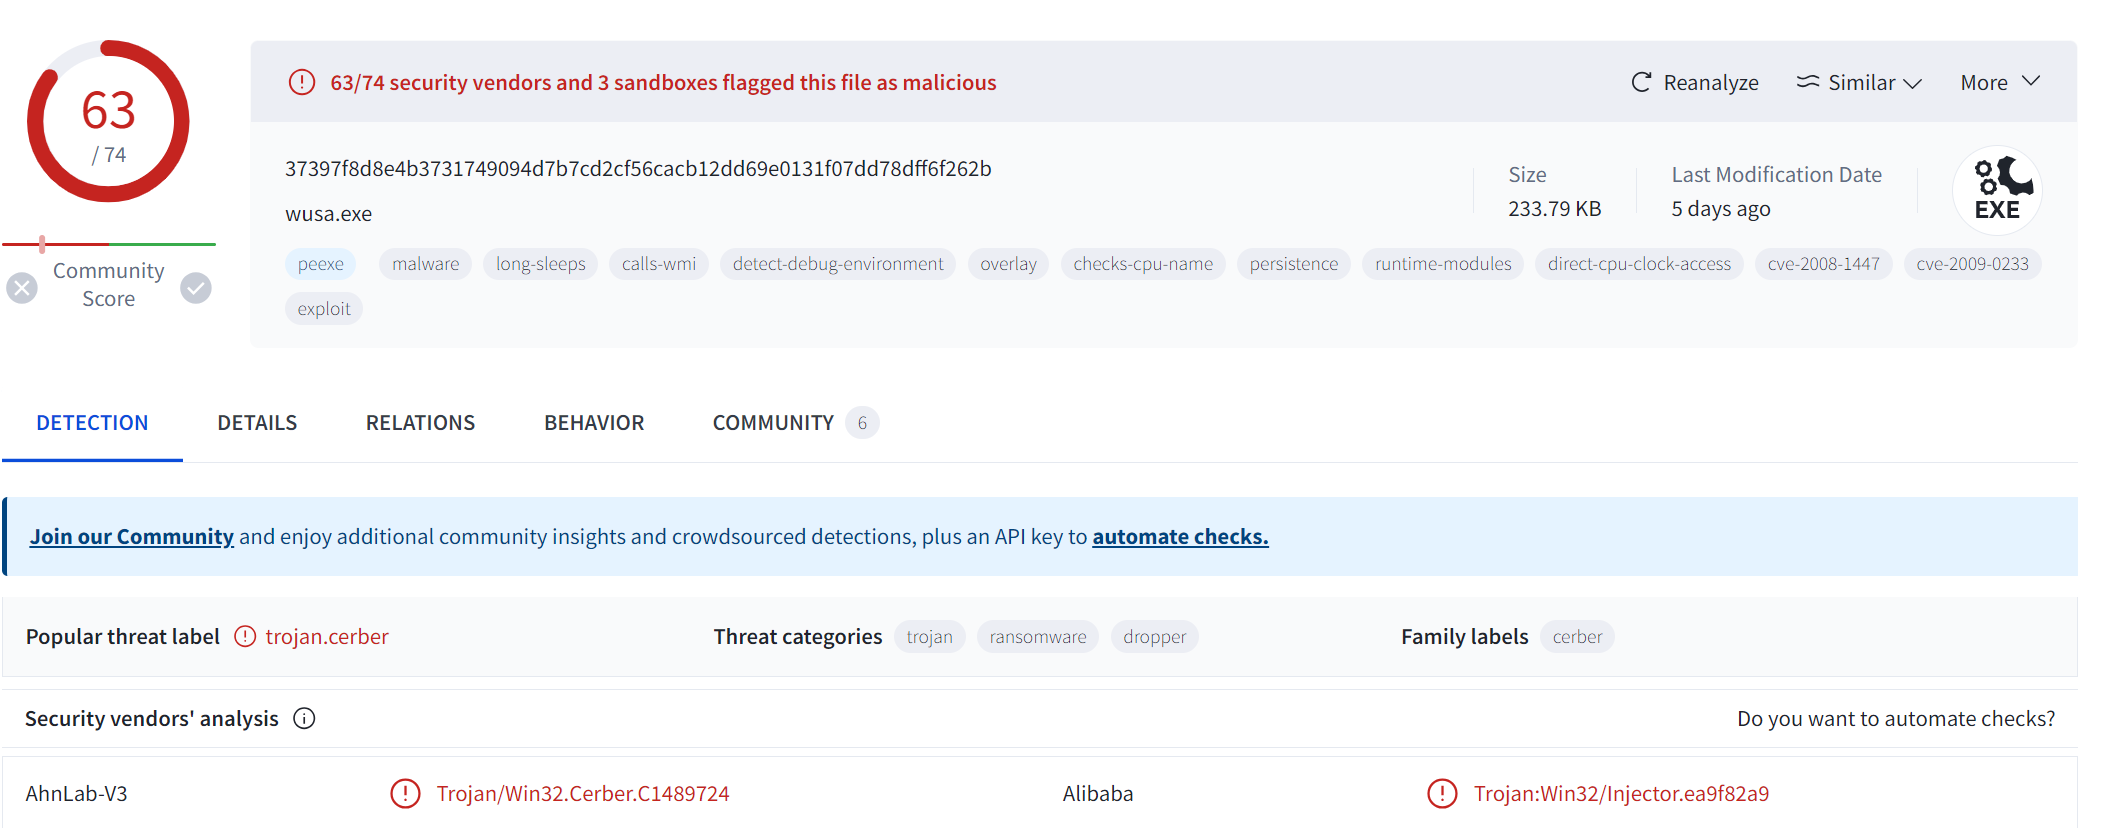 63
/ 74
Community
Score
63/74 security vendors and 3 sandboxes flagged this file as malicious
Reanalyze
Similar
More
37397f8d8e4b3731749094d7b7cd2cf56cacb12dd69e0131f07dd78dff6f262b
wusa.exe
Size
233.79 KB
Last Modification Date
5 days ago
EXE
peexe malware long-sleeps calls-wmi detect-debug-environment overlay checks-cpu-name persistence runtime-modules direct-cpu-clock-access cve-2008-1447 cve-2009-0233
exploit
DETECTION DETAILS RELATIONS BEHAVIOR COMMUNITY 6
Join our Community and enjoy additional community insights and crowdsourced detections, plus an API key to automate checks.
Popular threat label trojan.cerber Threat categories trojan ransomware dropper Family labels cerber
Security vendors' analysis Do you want to automate checks?
AhnLab-V3 Trojan/Win32.Cerber.C1489724 Alibaba Trojan:Win32/Injector.ea9f82a9